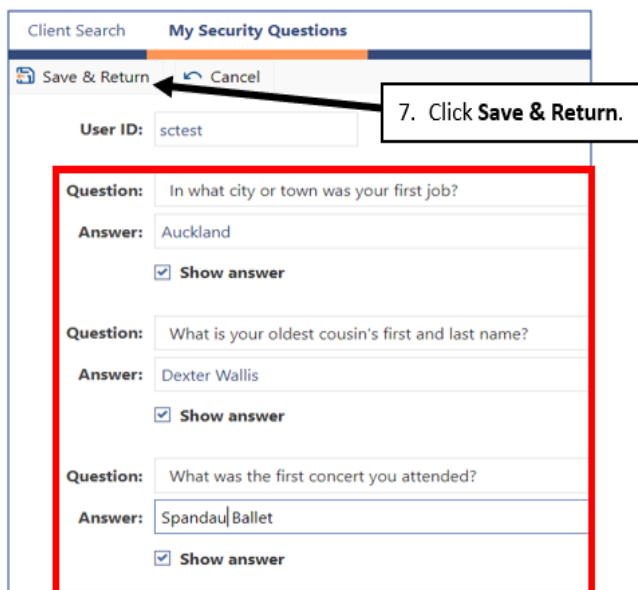 Client Search My Security Questions
Save & Return Cancel
7. Click Save & Return.
User ID: sctest
Question: In what city or town was your first job?
Answer: Auckland
Show answer
Question: What is your oldest cousin's first and last name?
Answer: Dexter Wallis
Show answer
Question: What was the first concert you attended?
Answer: Spandau Ballet
Show answer